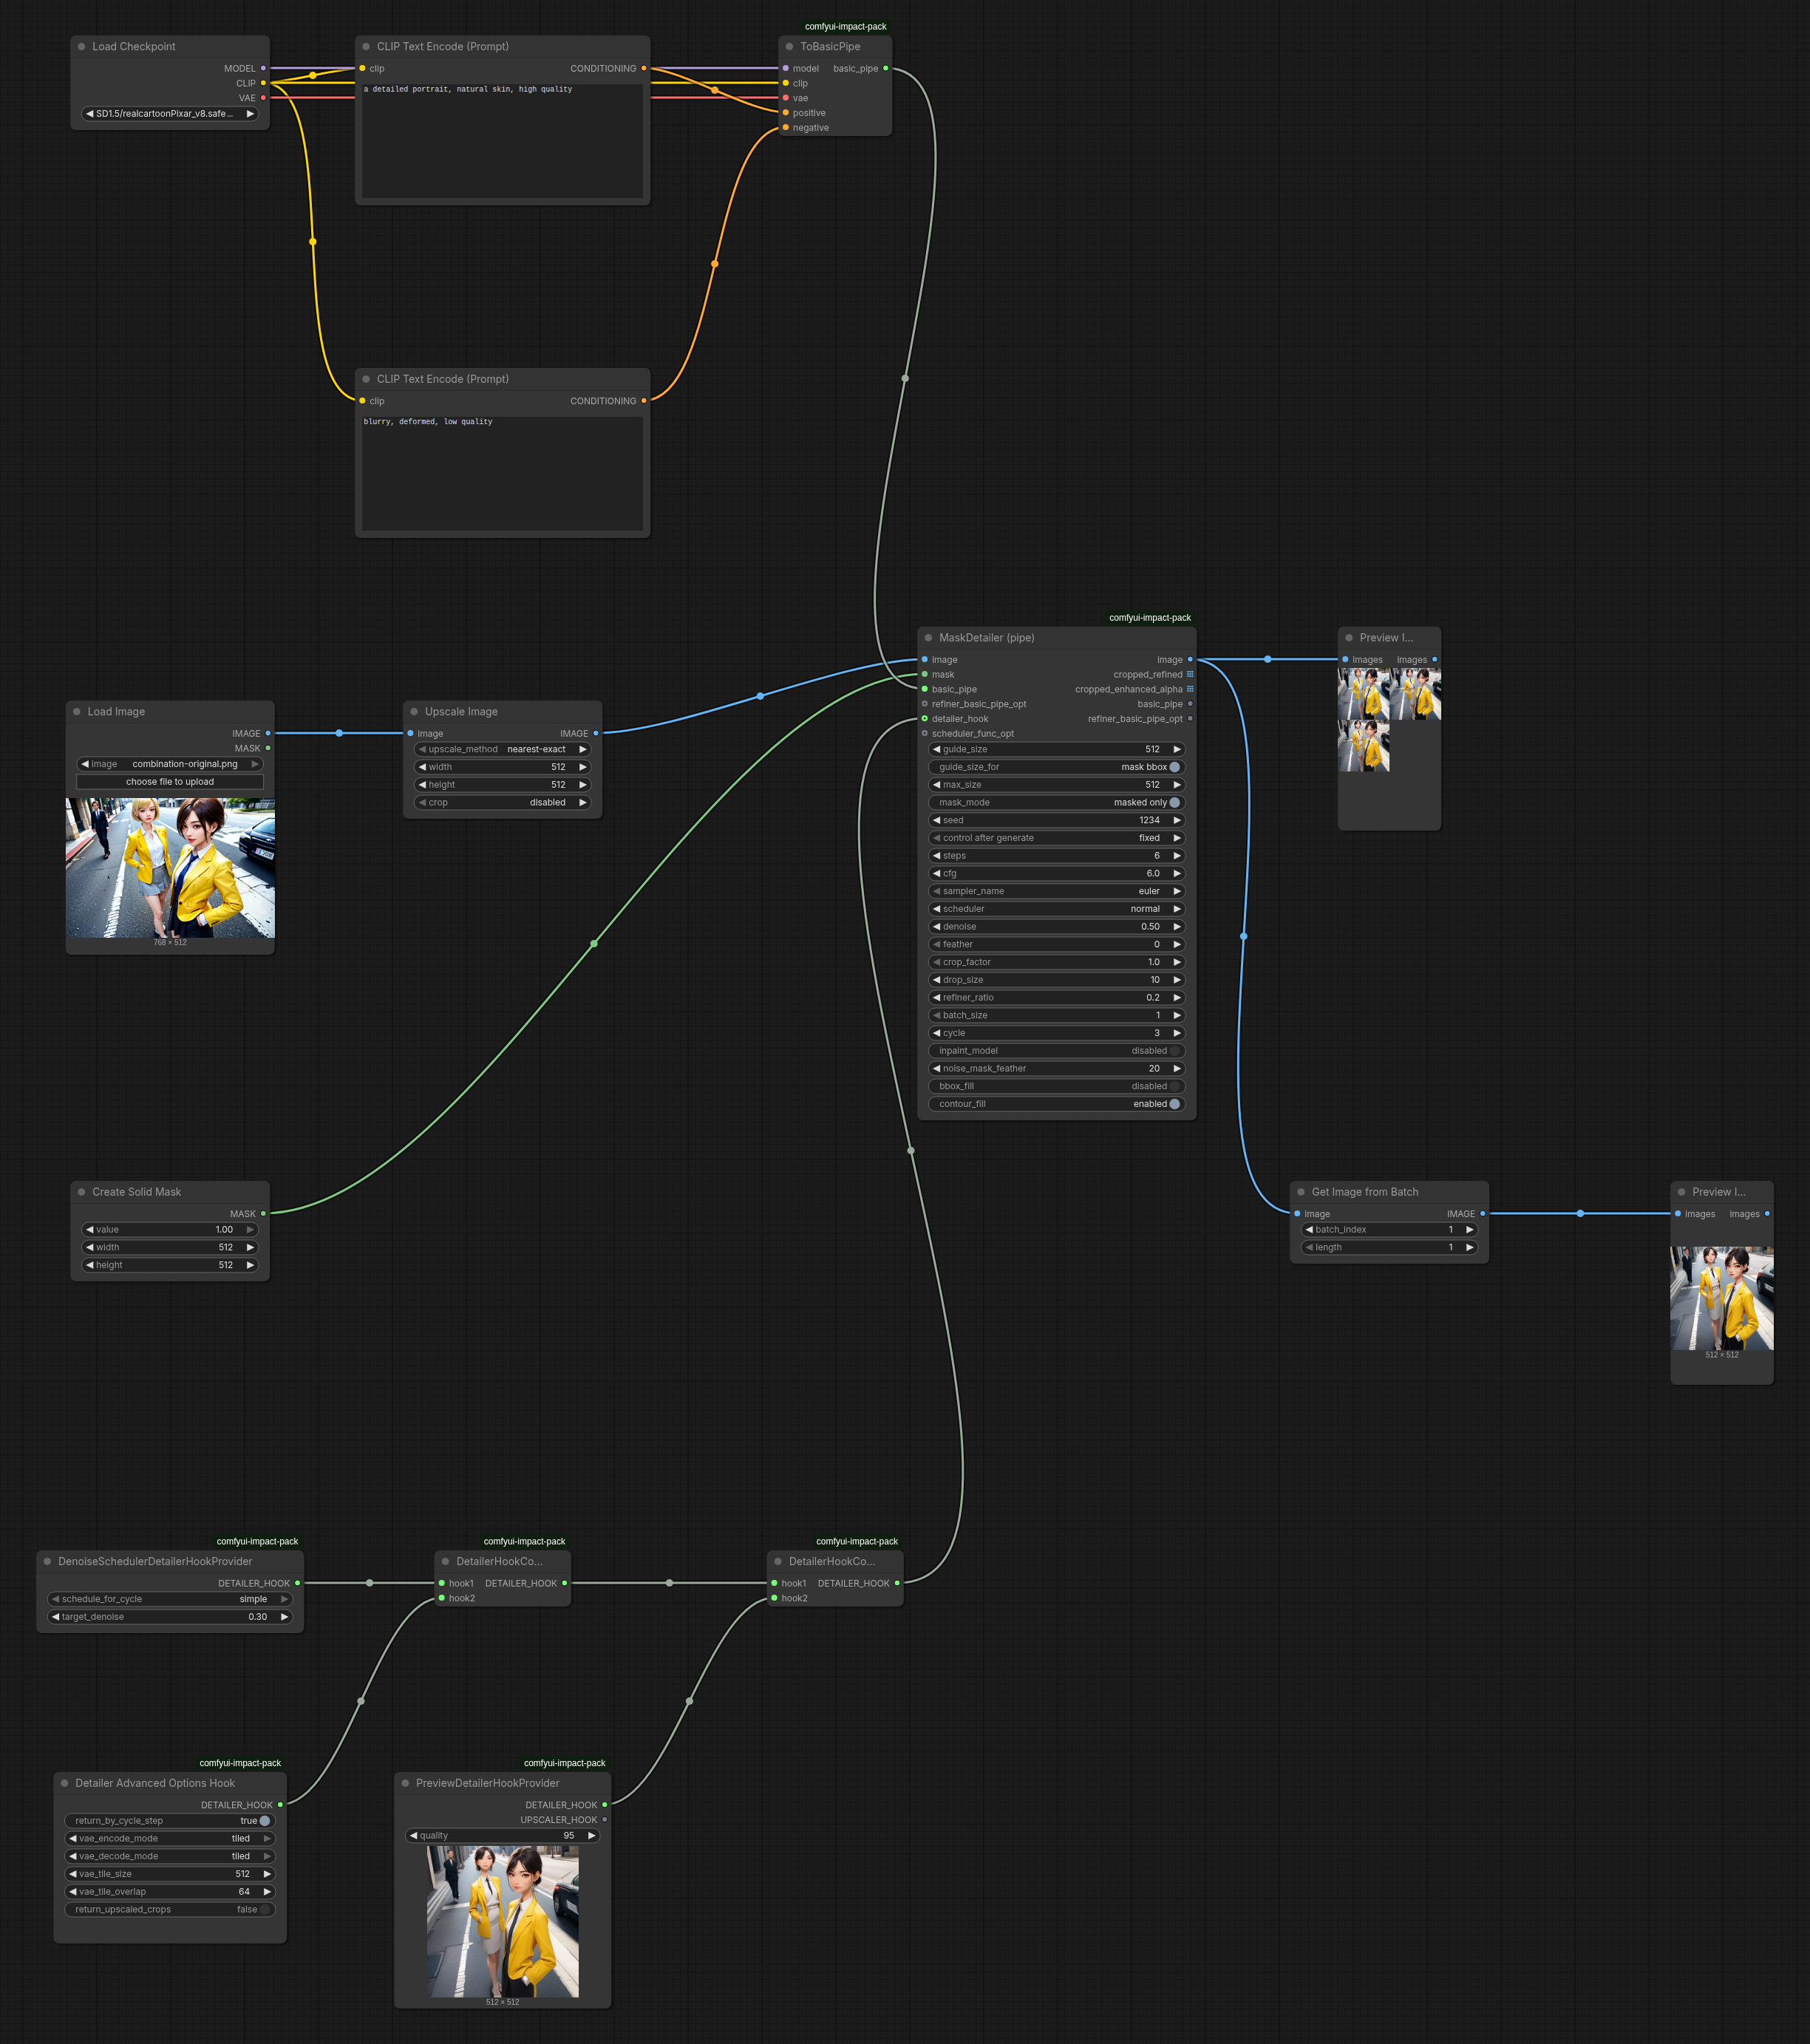 comfyui-impact-pack
Load Checkpoint
MODEL
CLIP
VAE
SD1.5/realcartoonPixar_v8.safe...
CLIP Text Encode (Prompt)
clip CONDITIONING
a detailed portrait, natural skin, high quality
ToBasicPipe
model basic_pipe
clip
vae
positive
negative
CLIP Text Encode (Prompt)
clip CONDITIONING
blurry, deformed, low quality
Load Image
IMAGE
MASK
image combination-original.png
choose file to upload
768 × 512
Upscale Image
image IMAGE
upscale_method nearest-exact
width 512
height 512
crop disabled
comfyui-impact-pack
MaskDetailer (pipe)
image image
mask cropped_refined
basic_pipe cropped_enhanced_alpha
refiner_basic_pipe_opt basic_pipe
detailer_hook refiner_basic_pipe_opt
scheduler_func_opt
guide_size 512
guide_size_for mask bbox
max_size 512
mask_mode masked only
seed 1234
control after generate fixed
steps 6
cfg 6.0
sampler_name euler
scheduler normal
denoise 0.50
feather 0
crop_factor 1.0
drop_size 10
refiner_ratio 0.2
batch_size 1
cycle 3
inpaint_model disabled
noise_mask_feather 20
bbox_fill disabled
contour_fill enabled
Preview I...
images images
Create Solid Mask
MASK
value 1.00
width 512
height 512
Get Image from Batch
image IMAGE
batch_index 1
length 1
Preview I...
images images
512 × 512
comfyui-impact-pack
DenoiseSchedulerDetailerHookProvider
DETAILER_HOOK
schedule_for_cycle simple
target_denoise 0.30
comfyui-impact-pack
DetailerHookCo...
hook1 DETAILER_HOOK
hook2
comfyui-impact-pack
DetailerHookCo...
hook1 DETAILER_HOOK
hook2
comfyui-impact-pack
Detailer Advanced Options Hook
DETAILER_HOOK
return_by_cycle_step true
vae_encode_mode tiled
vae_decode_mode tiled
vae_tile_size 512
vae_tile_overlap 64
return_upscaled_crops false
comfyui-impact-pack
PreviewDetailerHookProvider
DETAILER_HOOK
UPSCALER_HOOK
quality 95
512 × 512